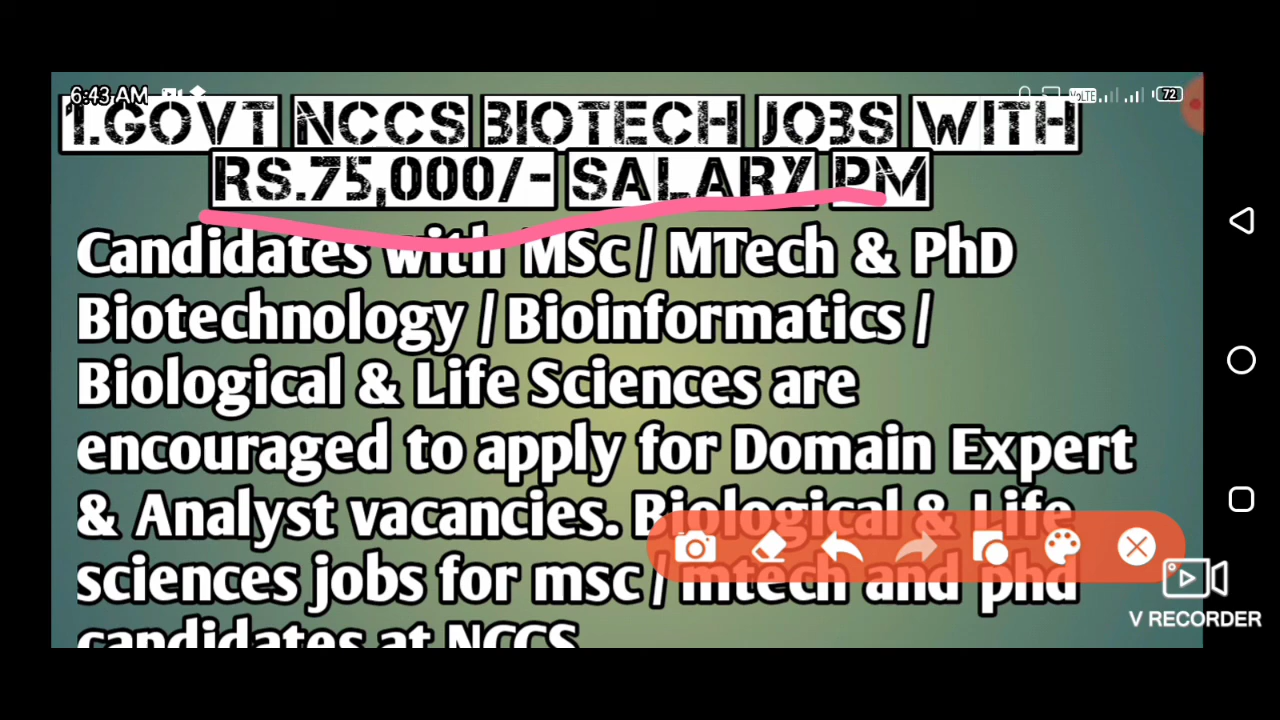 6:43 AM
VoLTE
72
1.GOVT NCCS BIOTECH JOBS WITH
RS.75,000/- SALARY PM
Candidates with MSc / MTech & PhD
Biotechnology / Bioinformatics /
Biological & Life Sciences are
encouraged to apply for Domain Expert
& Analyst vacancies. Biological & Life
sciences jobs for msc / mtech and phd
candidates at NCCS
V RECORDER